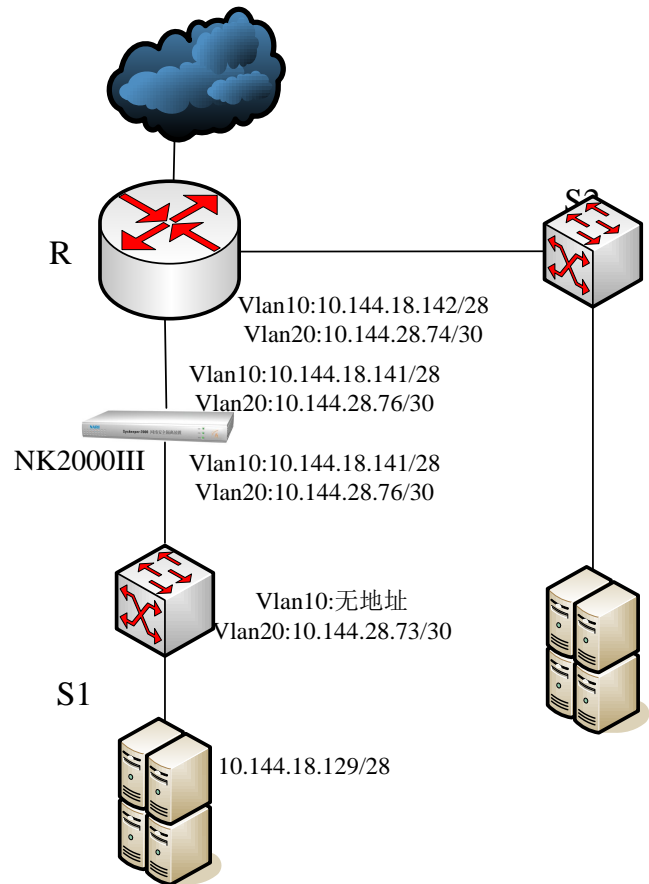 S2
R
Vlan10:10.144.18.142/28
Vlan20:10.144.28.74/30
Vlan10:10.144.18.141/28
Vlan20:10.144.28.76/30
NK2000III
Vlan10:10.144.18.141/28
Vlan20:10.144.28.76/30
Vlan10:无地址
Vlan20:10.144.28.73/30
S1
10.144.18.129/28